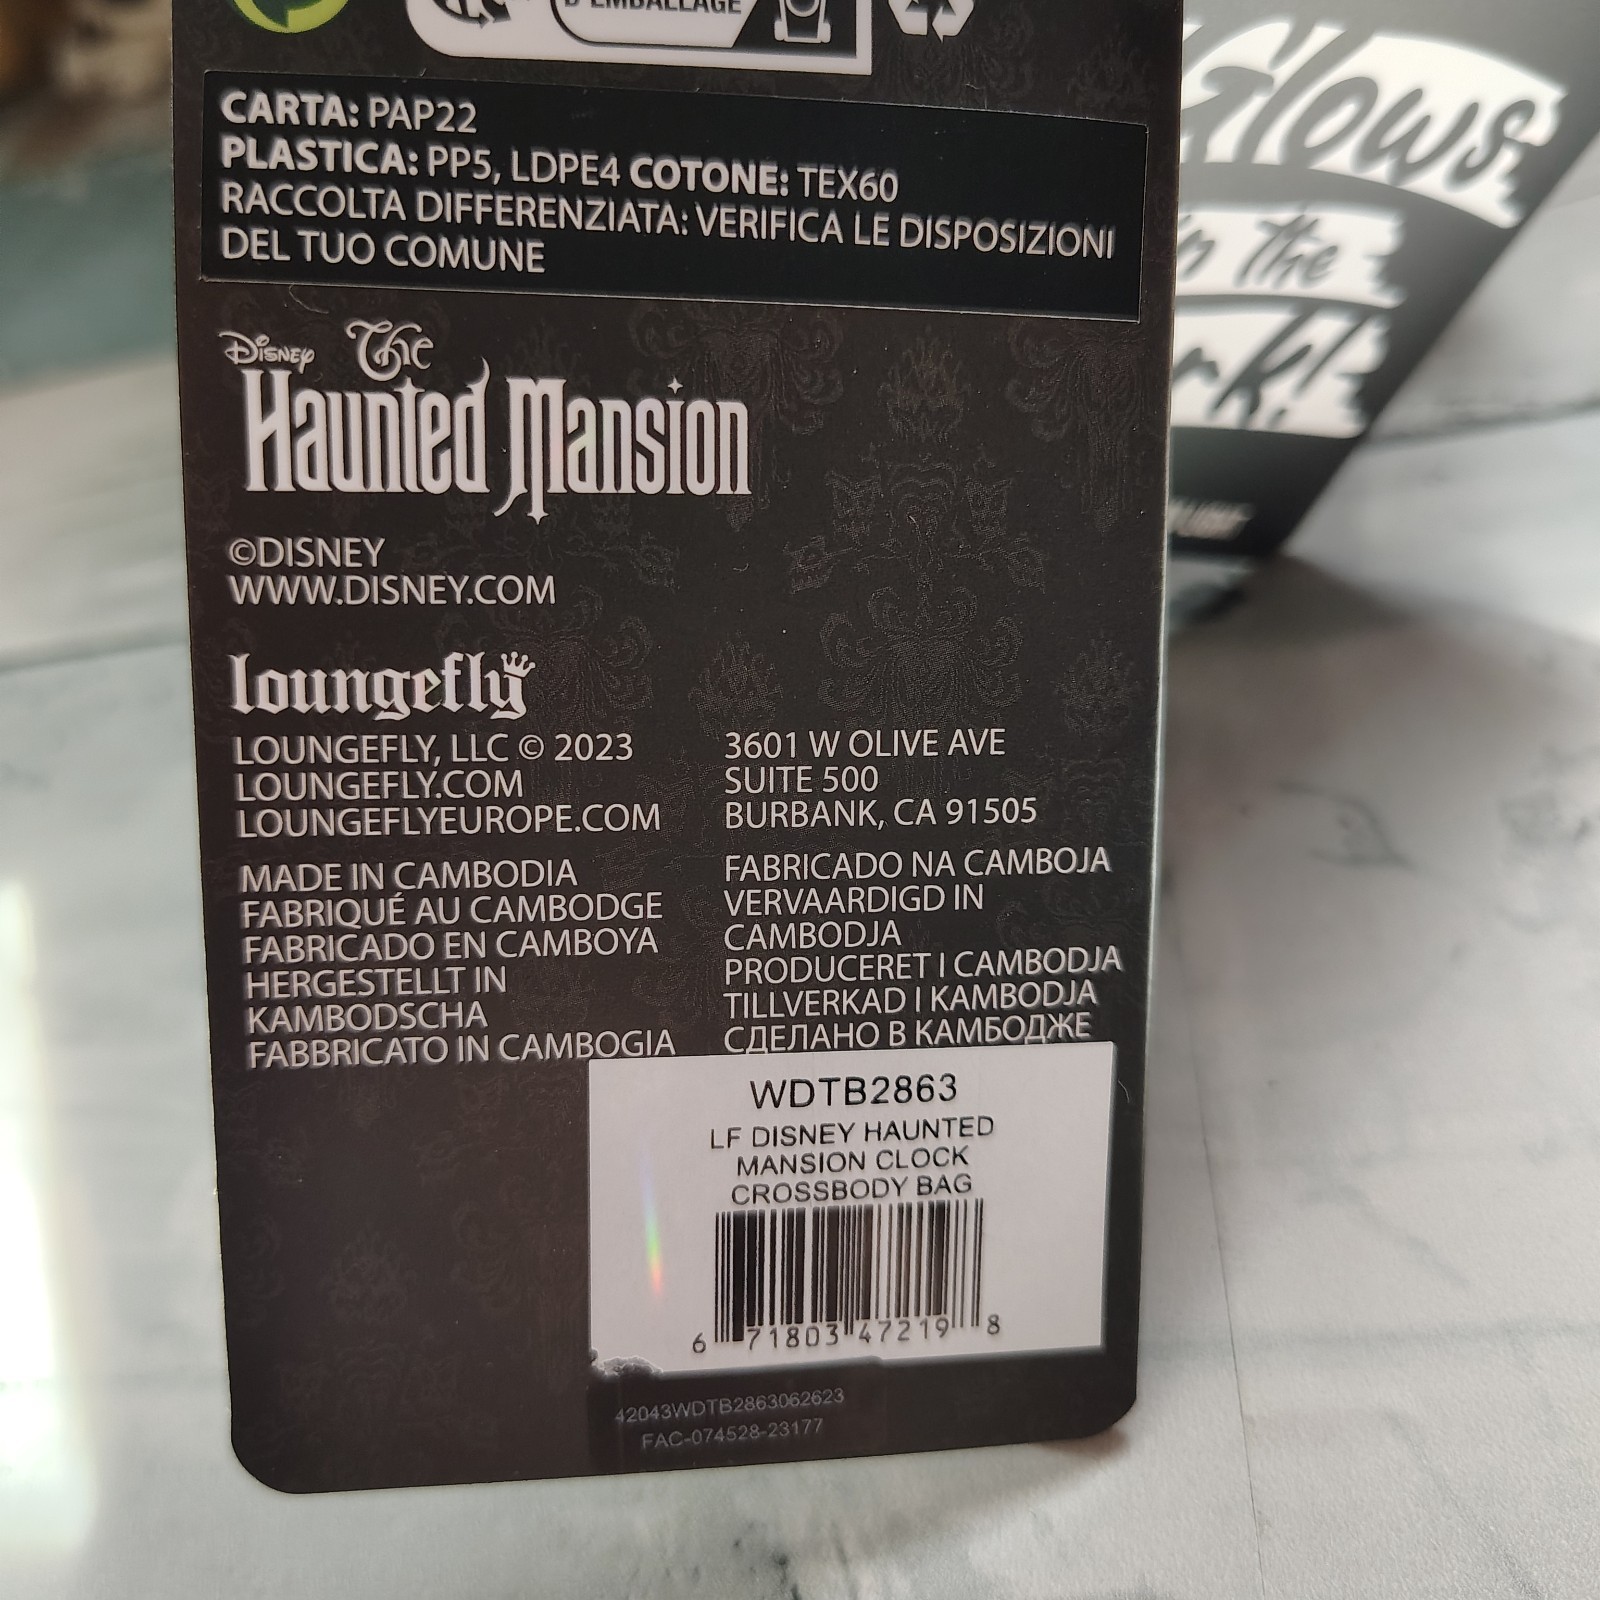 D'EMBALLAGE
CARTA: PAP22
PLASTICA: PP5, LDPE4 COTONE: TEX60
RACCOLTA DIFFERENZIATA: VERIFICA LE DISPOSIZIONI
DEL TUO COMUNE
Disney The
Haunted Mansion
©DISNEY
WWW.DISNEY.COM
loungefly
LOUNGEFLY, LLC © 2023
LOUNGEFLY.COM
LOUNGEFLYEUROPE.COM
3601 W OLIVE AVE
SUITE 500
BURBANK, CA 91505
MADE IN CAMBODIA
FABRIQUÉ AU CAMBODGE
FABRICADO EN CAMBOYA
HERGESTELLT IN
KAMBODSCHA
FABBRICATO IN CAMBOGIA
FABRICADO NA CAMBOJA
VERVAARDIGD IN
CAMBODJA
PRODUCERET I CAMBODJA
TILLVERKAD I KAMBODJA
СДЕЛАНО В КАМБОДЖЕ
WDTB2863
LF DISNEY HAUNTED
MANSION CLOCK
CROSSBODY BAG
6 71803 47219 8
42043WDTB2863062623
FAC-074528-23177
Glows
the